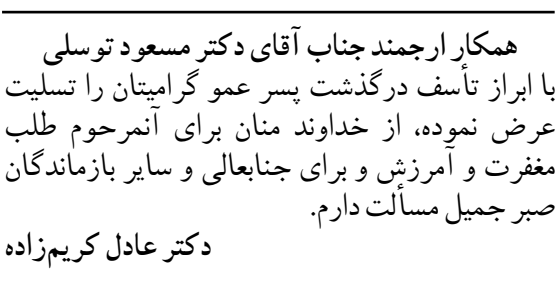 همکار ارجمند جناب آقای دکتر مسعود توسلی
با ابراز تأسف درگذشت پسر عمو گرامیتان را تسلیت
عرض نموده، از خداوند منان برای آنمرحوم طلب
مغفرت و آمرزش و برای جنابعالی و سایر بازماندگان
صبر جمیل مسألت دارم.
دکتر عادل کریم‌زاده